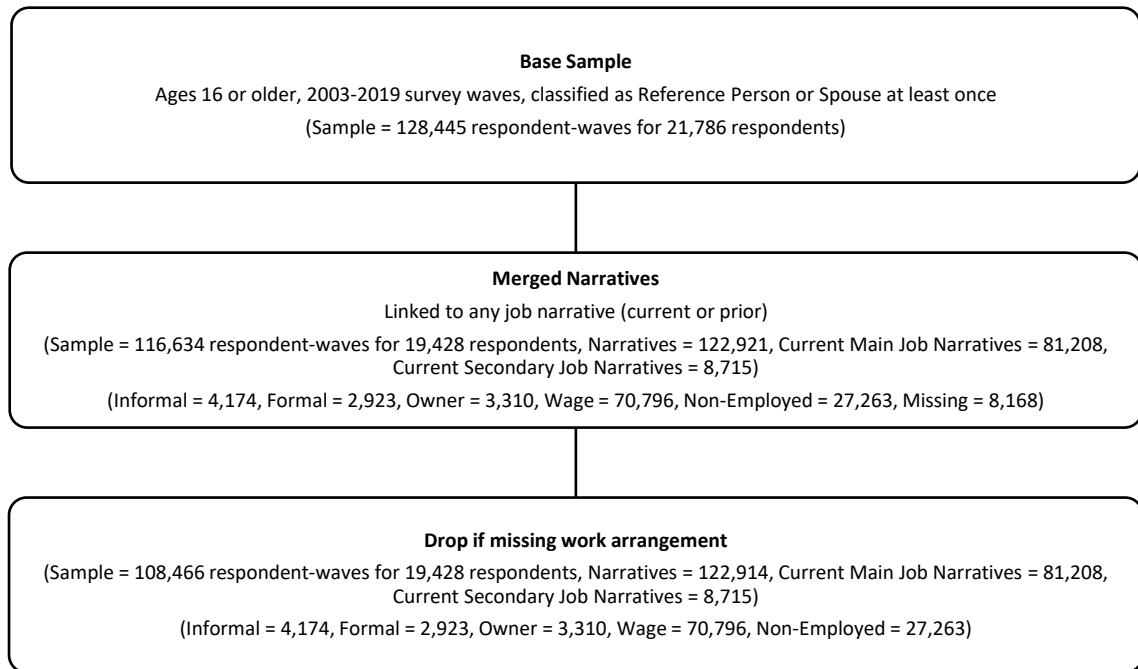 Base Sample
Ages 16 or older, 2003-2019 survey waves, classified as Reference Person or Spouse at least once
(Sample = 128,445 respondent-waves for 21,786 respondents)
Merged Narratives
Linked to any job narrative (current or prior)
(Sample = 116,634 respondent-waves for 19,428 respondents, Narratives = 122,921, Current Main Job Narratives = 81,208,
Current Secondary Job Narratives = 8,715)
(Informal = 4,174, Formal = 2,923, Owner = 3,310, Wage = 70,796, Non-Employed = 27,263, Missing = 8,168)
Drop if missing work arrangement
(Sample = 108,466 respondent-waves for 19,428 respondents, Narratives = 122,914, Current Main Job Narratives = 81,208,
Current Secondary Job Narratives = 8,715)
(Informal = 4,174, Formal = 2,923, Owner = 3,310, Wage = 70,796, Non-Employed = 27,263)